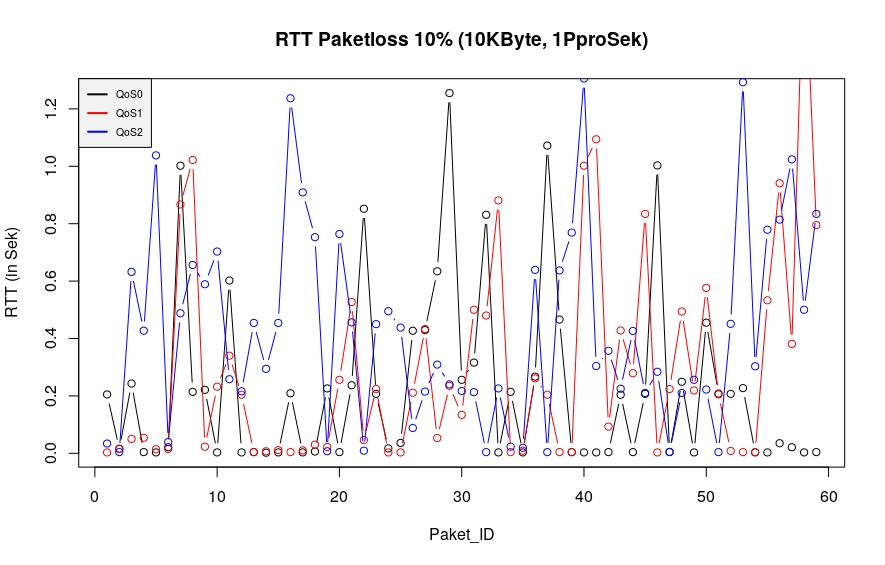 RTT Paketloss 10% (10KByte, 1PproSek)
QoS0
QoS1
QoS2
RTT (in Sek)
1.2
1.0
0.8
0.6
0.4
0.2
0.0
0 10 20 30 40 50 60
Paket_ID